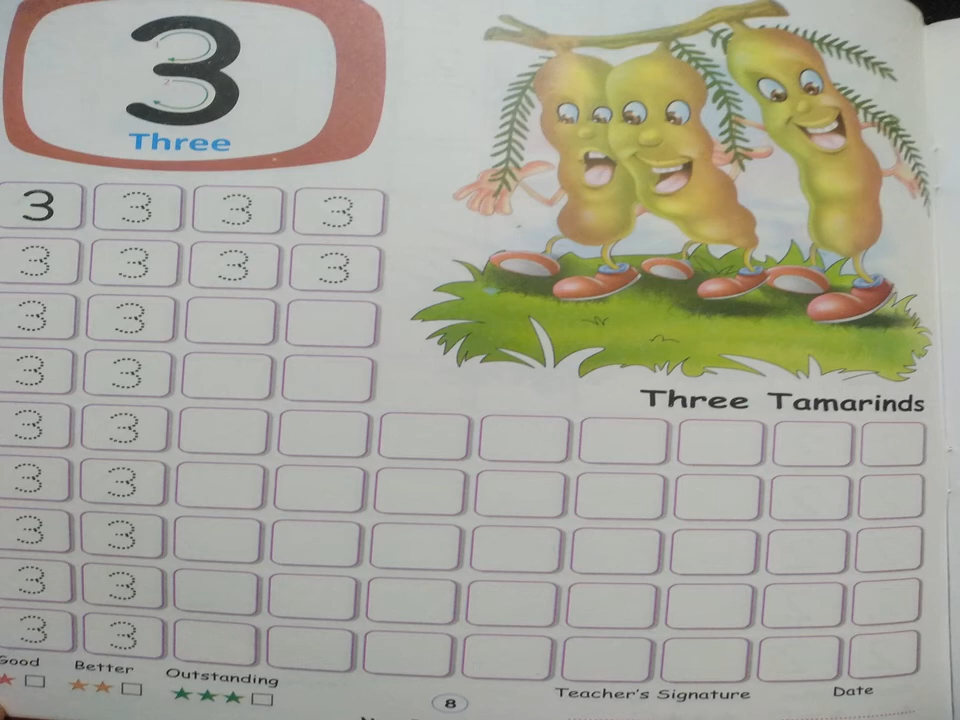 3
Three
3 3 3 3
3 3 3 3
3 3
3 3
Three Tamarinds
3 3
3 3
3 3
3 3
3 3
Good Better Outstanding
8
Teacher's Signature Date